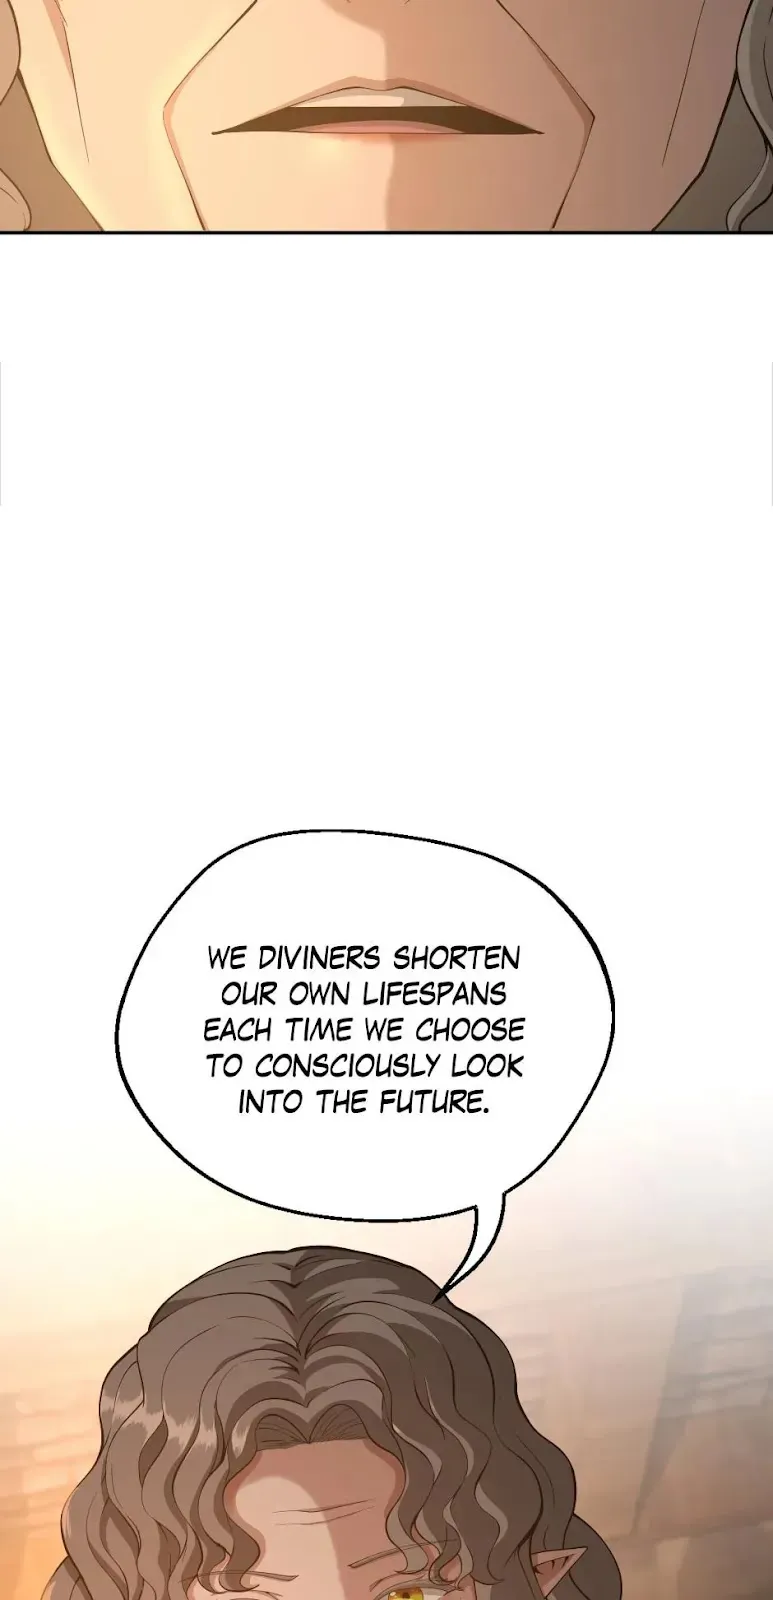 WE DIVINERS SHORTEN
OUR OWN LIFESPANS
EACH TIME WE CHOOSE
TO CONSCIOUSLY LOOK
INTO THE FUTURE.